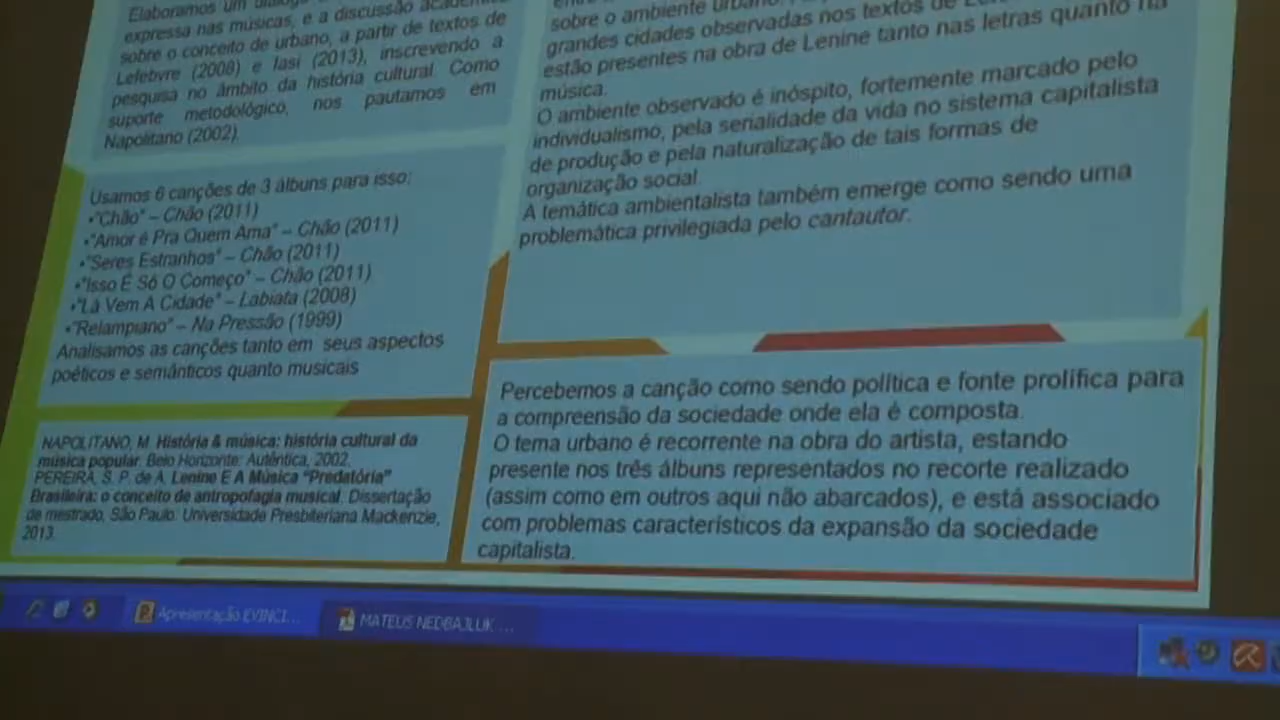 Elaboramos um diálogo
expressa nas músicas, e a discussão acadêmica
sobre o conceito de urbano, a partir de textos de
Lefebvre (2008) e Iasi (2013), inscrevendo a
pesquisa no âmbito da história cultural. Como
suporte metodológico, nos pautamos em
Napolitano (2002).
Usamos 6 canções de 3 álbuns para isso:
•"Chão" – Chão (2011)
•"Amor é Pra Quem Ama" – Chão (2011)
•"Seres Estranhos" – Chão (2011)
•"Isso É Só O Começo" – Chão (2011)
•"Lá Vem A Cidade" – Labiata (2008)
•"Relampiano" – Na Pressão (1999)
Analisamos as canções tanto em seus aspectos
poéticos e semânticos quanto musicais
NAPOLITANO, M. História & música: história cultural da
música popular. Belo Horizonte: Autêntica, 2002.
PEREIRA, S. P. de A. Lenine E A Música "Predatória"
Brasileira: o conceito de antropofagia musical. Dissertação
de mestrado, São Paulo: Universidade Presbiteriana Mackenzie,
2013.
sobre o ambiente urbano.
grandes cidades observadas nos textos de
estão presentes na obra de Lenine tanto nas letras quanto na
música.
O ambiente observado é inóspito, fortemente marcado pelo
individualismo, pela serialidade da vida no sistema capitalista
de produção e pela naturalização de tais formas de
organização social.
A temática ambientalista também emerge como sendo uma
problemática privilegiada pelo cantautor.
Percebemos a canção como sendo política e fonte prolífica para
a compreensão da sociedade onde ela é composta.
O tema urbano é recorrente na obra do artista, estando
presente nos três álbuns representados no recorte realizado
(assim como em outros aqui não abarcados), e está associado
com problemas característicos da expansão da sociedade
capitalista.
Apresentação EVINCI...
MATEUS NEDBAJLUK ...